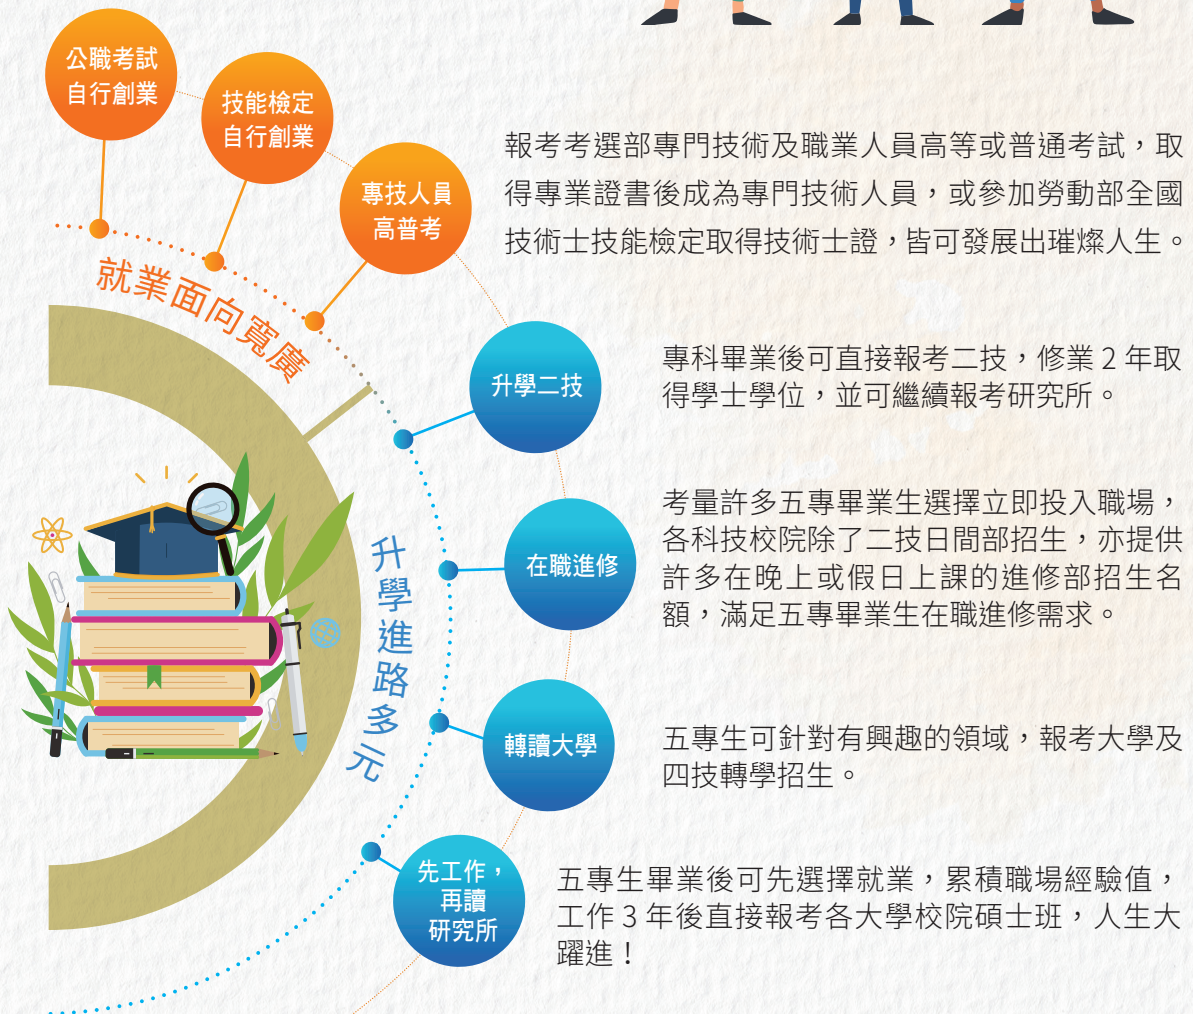 公職考試
自行創業
技能檢定
自行創業
專技人員
高普考
就業面向寬廣
報考考選部專門技術及職業人員高等或普通考試，取
得專業證書後成為專門技術人員，或參加勞動部全國
技術士技能檢定取得技術士證，皆可發展出璀燦人生。
升學進路多元
升學二技
專科畢業後可直接報考二技，修業 2 年取
得學士學位，並可繼續報考研究所。
在職進修
考量許多五專畢業生選擇立即投入職場，
各科技校院除了二技日間部招生，亦提供
許多在晚上或假日上課的進修部招生名
額，滿足五專畢業生在職進修需求。
轉讀大學
五專生可針對有興趣的領域，報考大學及
四技轉學招生。
先工作，
再讀
研究所
五專生畢業後可先選擇就業，累積職場經驗值，
工作 3 年後直接報考各大學校院碩士班，人生大
躍進！